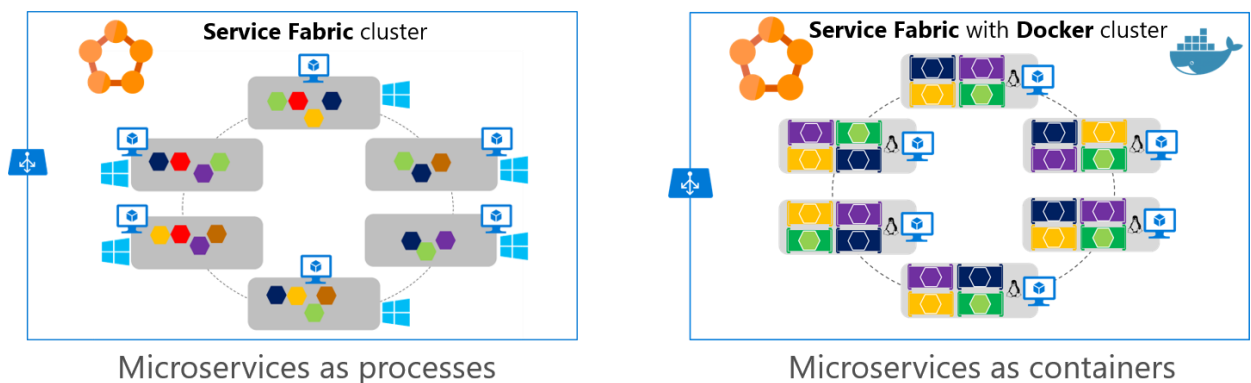 Service Fabric cluster
Service Fabric with Docker cluster
Microservices as processes
Microservices as containers